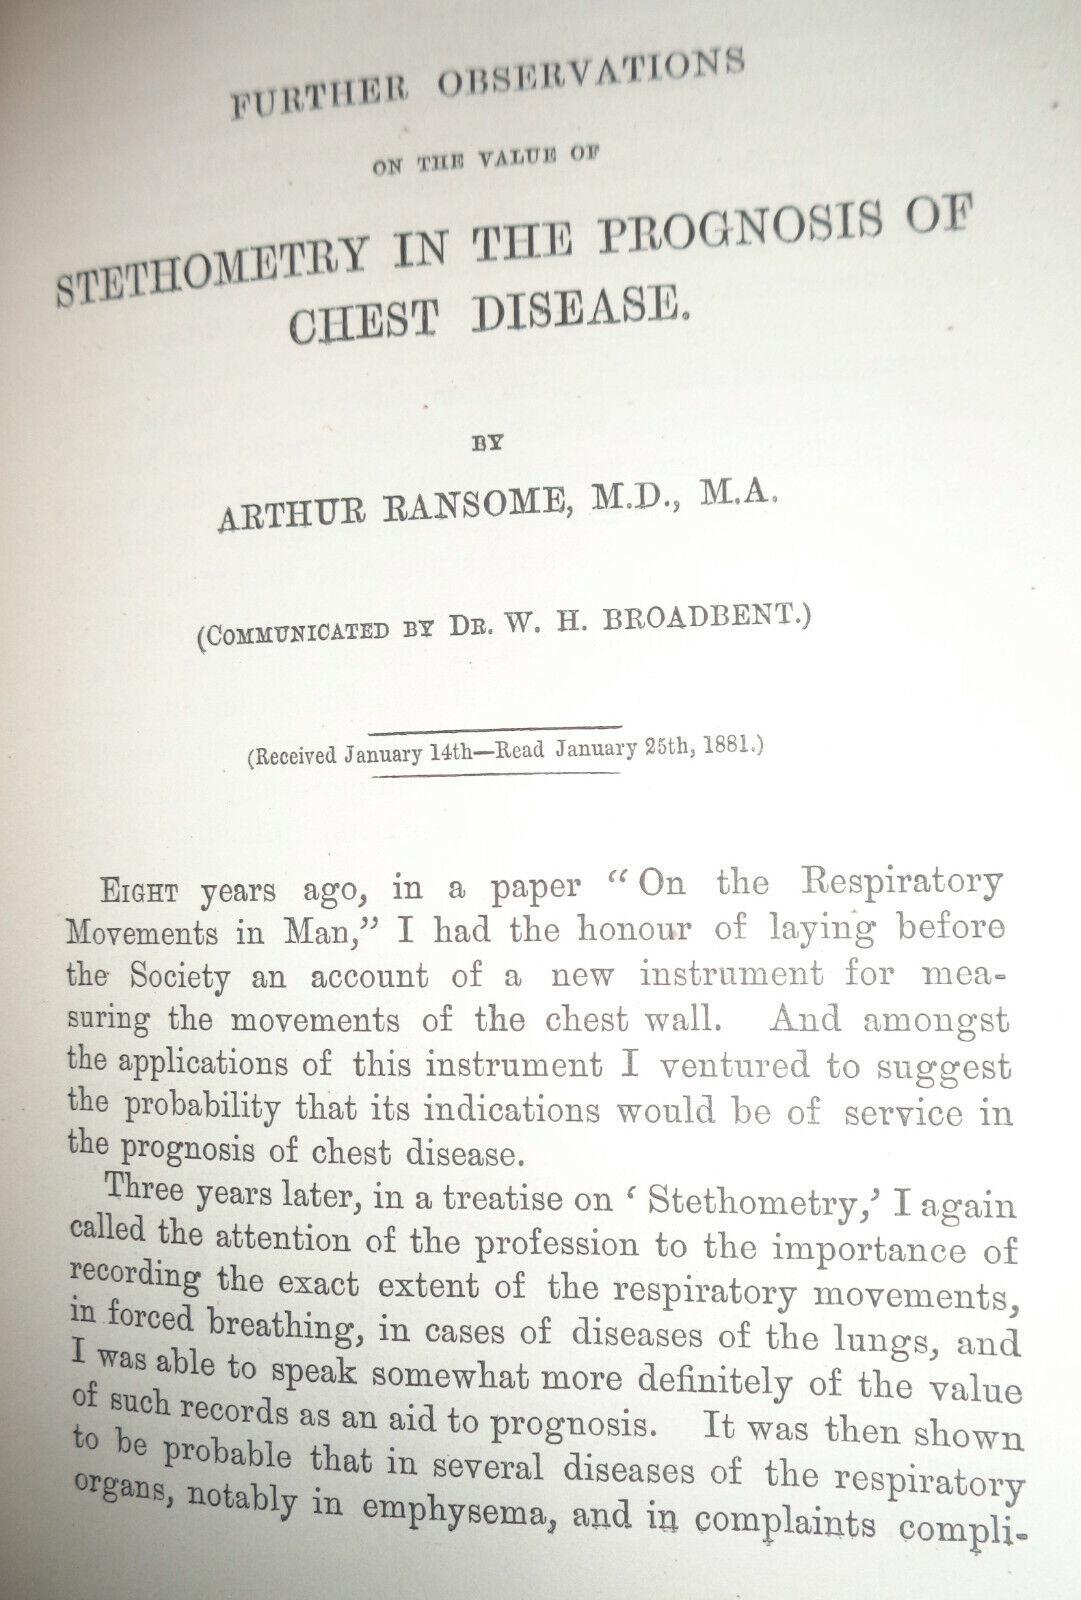 FURTHER OBSERVATIONS
ON THE VALUE OF
STETHOMETRY IN THE PROGNOSIS OF
CHEST DISEASE.
BY
ARTHUR RANSOME, M.D., M.A.
(COMMUNICATED BY DR. W. H. BROADBENT.)
(Received January 14th—Read January 25th, 1881.)
EIGHT years ago, in a paper “On the Respiratory
Movements in Man,” I had the honour of laying before
the Society an account of a new instrument for mea-
suring the movements of the chest wall. And amongst
the applications of this instrument I ventured to suggest
the probability that its indications would be of service in
the prognosis of chest disease.
Three years later, in a treatise on ‘Stethometry,’ I again
called the attention of the profession to the importance of
recording the exact extent of the respiratory movements,
in forced breathing, in cases of diseases of the lungs, and
I was able to speak somewhat more definitely of the value
of such records as an aid to prognosis. It was then shown
to be probable that in several diseases of the respiratory
organs, notably in emphysema, and in complaints compli-